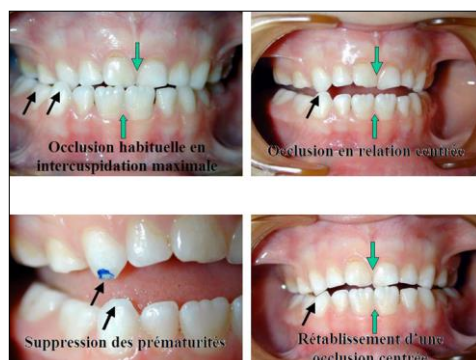 Occlusion habituelle en
intercuspidation maximale
Occlusion en relation centrée
Suppression des prématurités
Rétablissement d'une
occlusion centrée